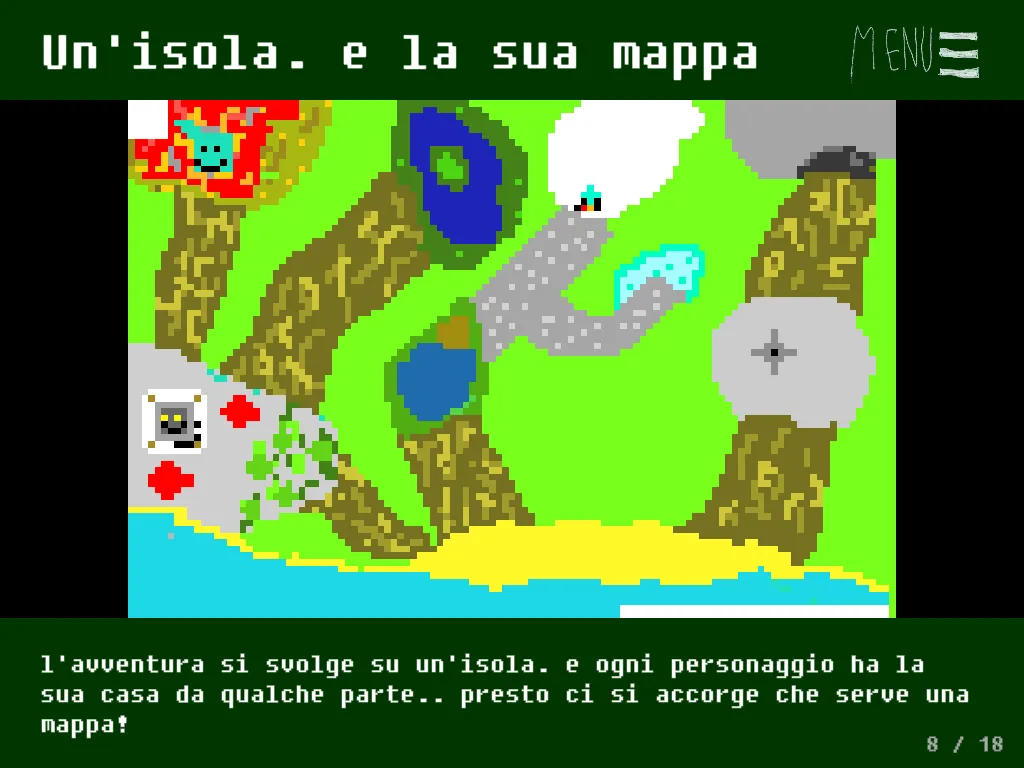 Un'isola. e la sua mappa
MENU
l'avventura si svolge su un'isola. e ogni personaggio ha la
sua casa da qualche parte.. presto ci si accorge che serve una
mappa!
8 / 18